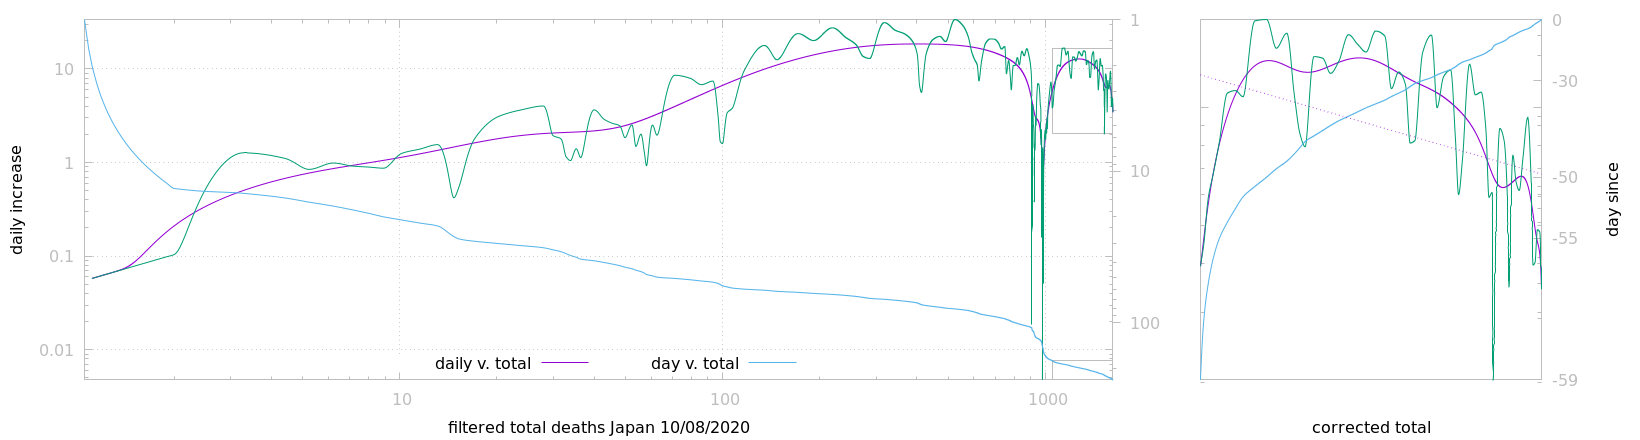 daily increase
10
1
0.1
0.01
daily v. total
day v. total
10
100
1000
filtered total deaths Japan 10/08/2020
1
10
100
0
-30
-50
-55
-59
day since
corrected total